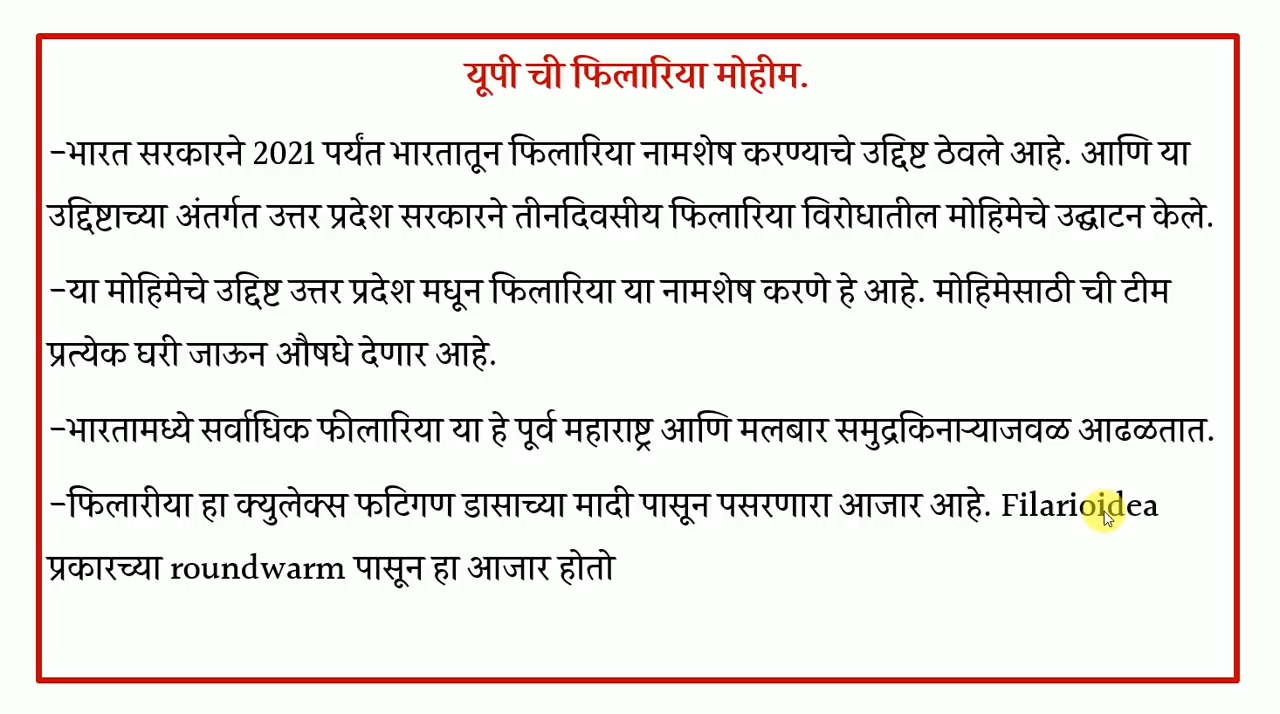 यूपी ची फिलारिया मोहीम.
-भारत सरकारने 2021 पर्यंत भारतातून फिलारिया नामशेष करण्याचे उद्दिष्ट ठेवले आहे. आणि या
उद्दिष्टाच्या अंतर्गत उत्तर प्रदेश सरकारने तीनदिवसीय फिलारिया विरोधातील मोहिमेचे उद्घाटन केले.
-या मोहिमेचे उद्दिष्ट उत्तर प्रदेश मधून फिलारिया या नामशेष करणे हे आहे. मोहिमेसाठी ची टीम
प्रत्येक घरी जाऊन औषधे देणार आहे.
-भारतामध्ये सर्वाधिक फीलारिया या हे पूर्व महाराष्ट्र आणि मलबार समुद्रकिनाऱ्याजवळ आढळतात.
-फिलारीया हा क्युलेक्स फटिगण डासाच्या मादी पासून पसरणारा आजार आहे. Filarioidea
प्रकारच्या roundwarm पासून हा आजार होतो